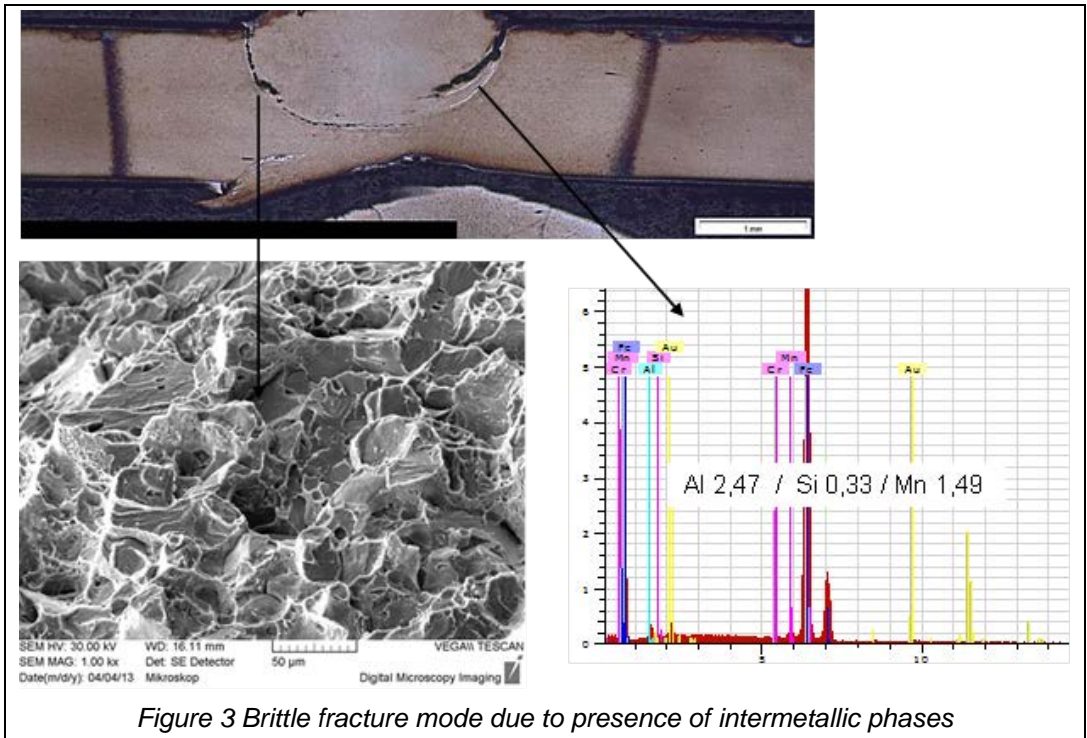 1 mm
SEM HV: 30.00 kV WD: 16.11 mm VEGA\\ TESCAN
SEM MAG: 1.00 kx Det: SE Detector 50 µm
Date(m/d/y): 04/04/13 Mikroskop Digital Microscopy Imaging
6
Fe Au
Mn Si Mn
Cr Al Cr Fe Au
5
4
3
Al 2,47 / Si 0,33 / Mn 1,49
2
1
0
5 10
Figure 3 Brittle fracture mode due to presence of intermetallic phases